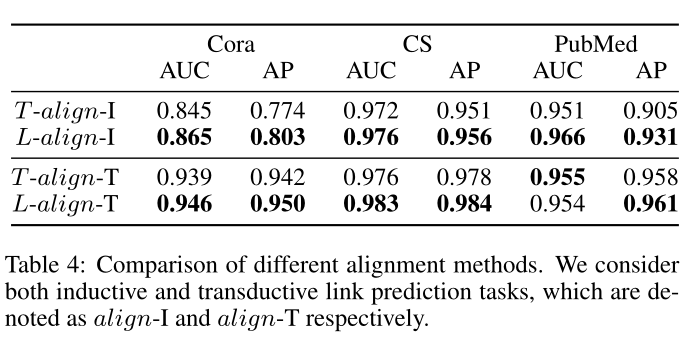 Cora CS PubMed
AUC AP AUC AP AUC AP
T-align-I 0.845 0.774 0.972 0.951 0.951 0.905
L-align-I 0.865 0.803 0.976 0.956 0.966 0.931
T-align-T 0.939 0.942 0.976 0.978 0.955 0.958
L-align-T 0.946 0.950 0.983 0.984 0.954 0.961
Table 4: Comparison of different alignment methods. We consider
both inductive and transductive link prediction tasks, which are de-
noted as align-I and align-T respectively.